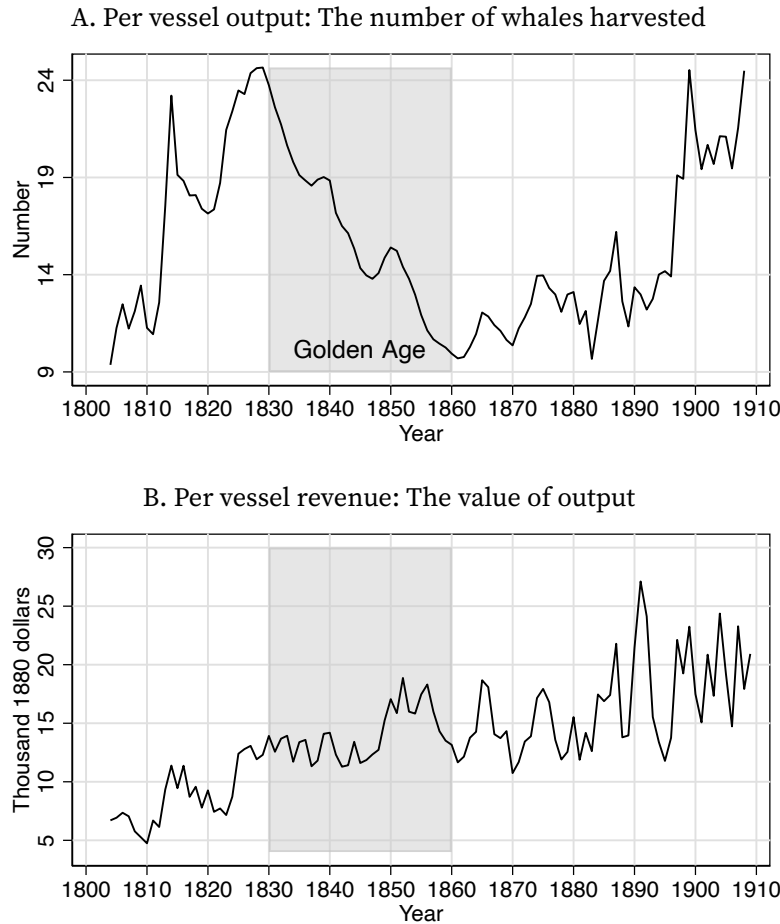 A. Per vessel output: The number of whales harvested
24
19
14
9
Number
Golden Age
1800 1810 1820 1830 1840 1850 1860 1870 1880 1890 1900 1910
Year
B. Per vessel revenue: The value of output
30
25
20
15
10
5
Thousand 1880 dollars
1800 1810 1820 1830 1840 1850 1860 1870 1880 1890 1900 1910
Year